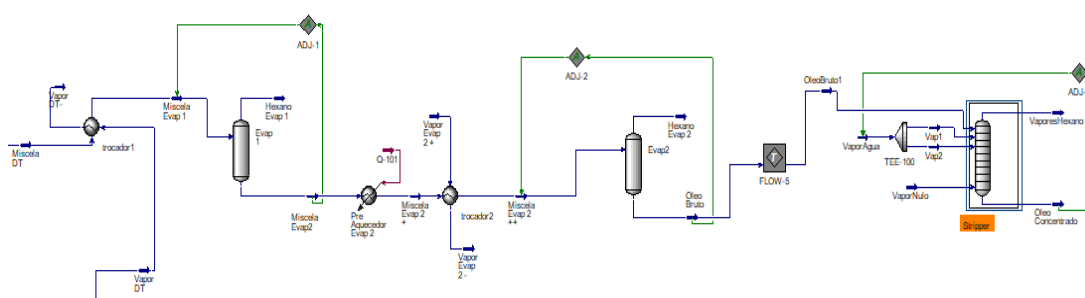 Vapor
DT-
trocador1
Miscela
DT
Vapor
DT
Miscela
Evap 1
ADJ-1
Hexano
Evap 1
Evap
1
Miscela
Evap2
Q-101
Pre
Aquecedor
Evap 2
Miscela
Evap 2
+
Vapor
Evap
2 +
trocador2
Vapor
Evap
2 -
Miscela
Evap 2
++
ADJ-2
Hexano
Evap 2
Evap2
Oleo
Bruto
T
FLOW-5
OleoBruto1
VaporAgua
TEE-100
Vap1
Vap2
VaporNulo
Stripper
ADJ-
VaporesHexano
Oleo
Concentrado